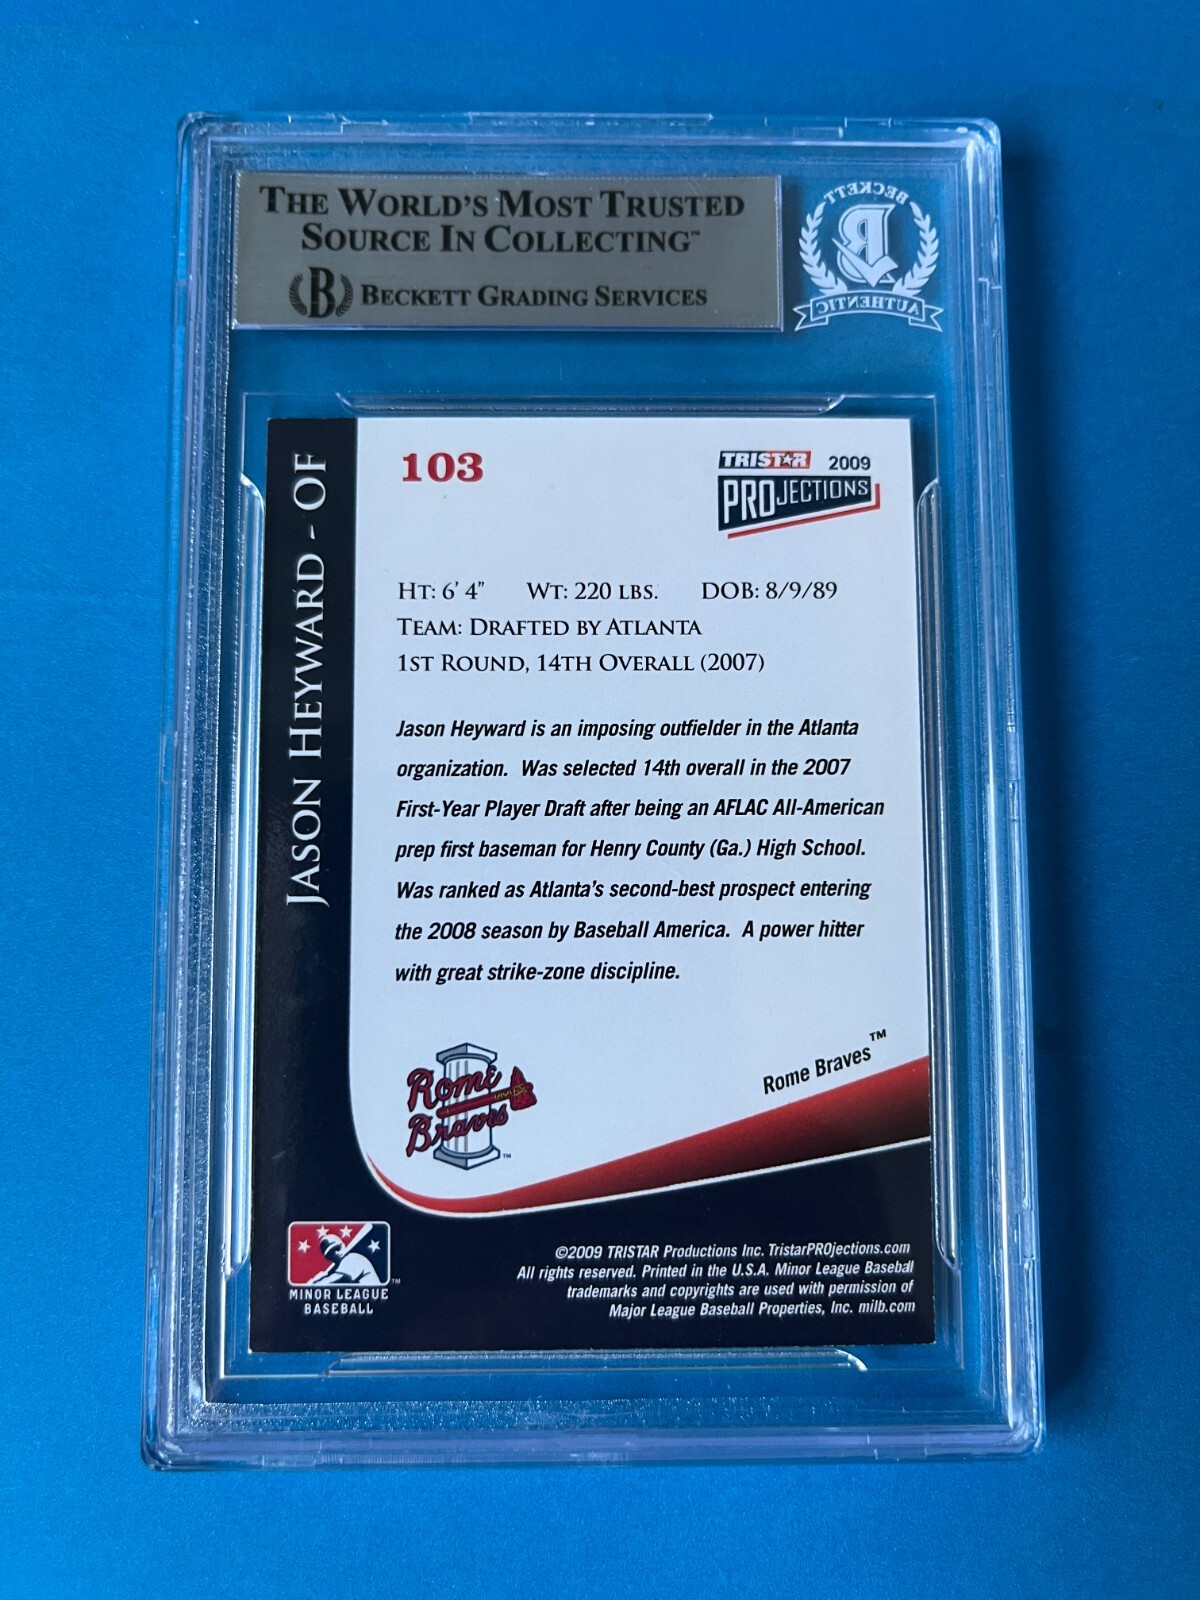 THE WORLD'S MOST TRUSTED
SOURCE IN COLLECTING™
B BECKETT GRADING SERVICES
BECKETT
B
AUTHENTIC
JASON HEYWARD - OF
103
TRISTAR 2009
PROJECTIONS
HT: 6' 4" WT: 220 LBS. DOB: 8/9/89
TEAM: DRAFTED BY ATLANTA
1ST ROUND, 14TH OVERALL (2007)
Jason Heyward is an imposing outfielder in the Atlanta
organization. Was selected 14th overall in the 2007
First-Year Player Draft after being an AFLAC All-American
prep first baseman for Henry County (Ga.) High School.
Was ranked as Atlanta's second-best prospect entering
the 2008 season by Baseball America. A power hitter
with great strike-zone discipline.
Rome
Braves™
Rome Braves™
MINOR LEAGUE™
BASEBALL
©2009 TRISTAR Productions Inc. TristarPROjections.com
All rights reserved. Printed in the U.S.A. Minor League Baseball
trademarks and copyrights are used with permission of
Major League Baseball Properties, Inc. milb.com